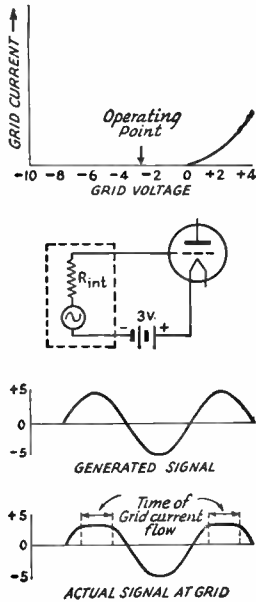 GRID CURRENT →
Operating
Point
-10 -8 -6 -4 -2 0 +2 +4
GRID VOLTAGE
Rint
3V.
- +
+5
0
-5
GENERATED SIGNAL
Time of
Grid current
flow
+5
0
-5
ACTUAL SIGNAL AT GRID